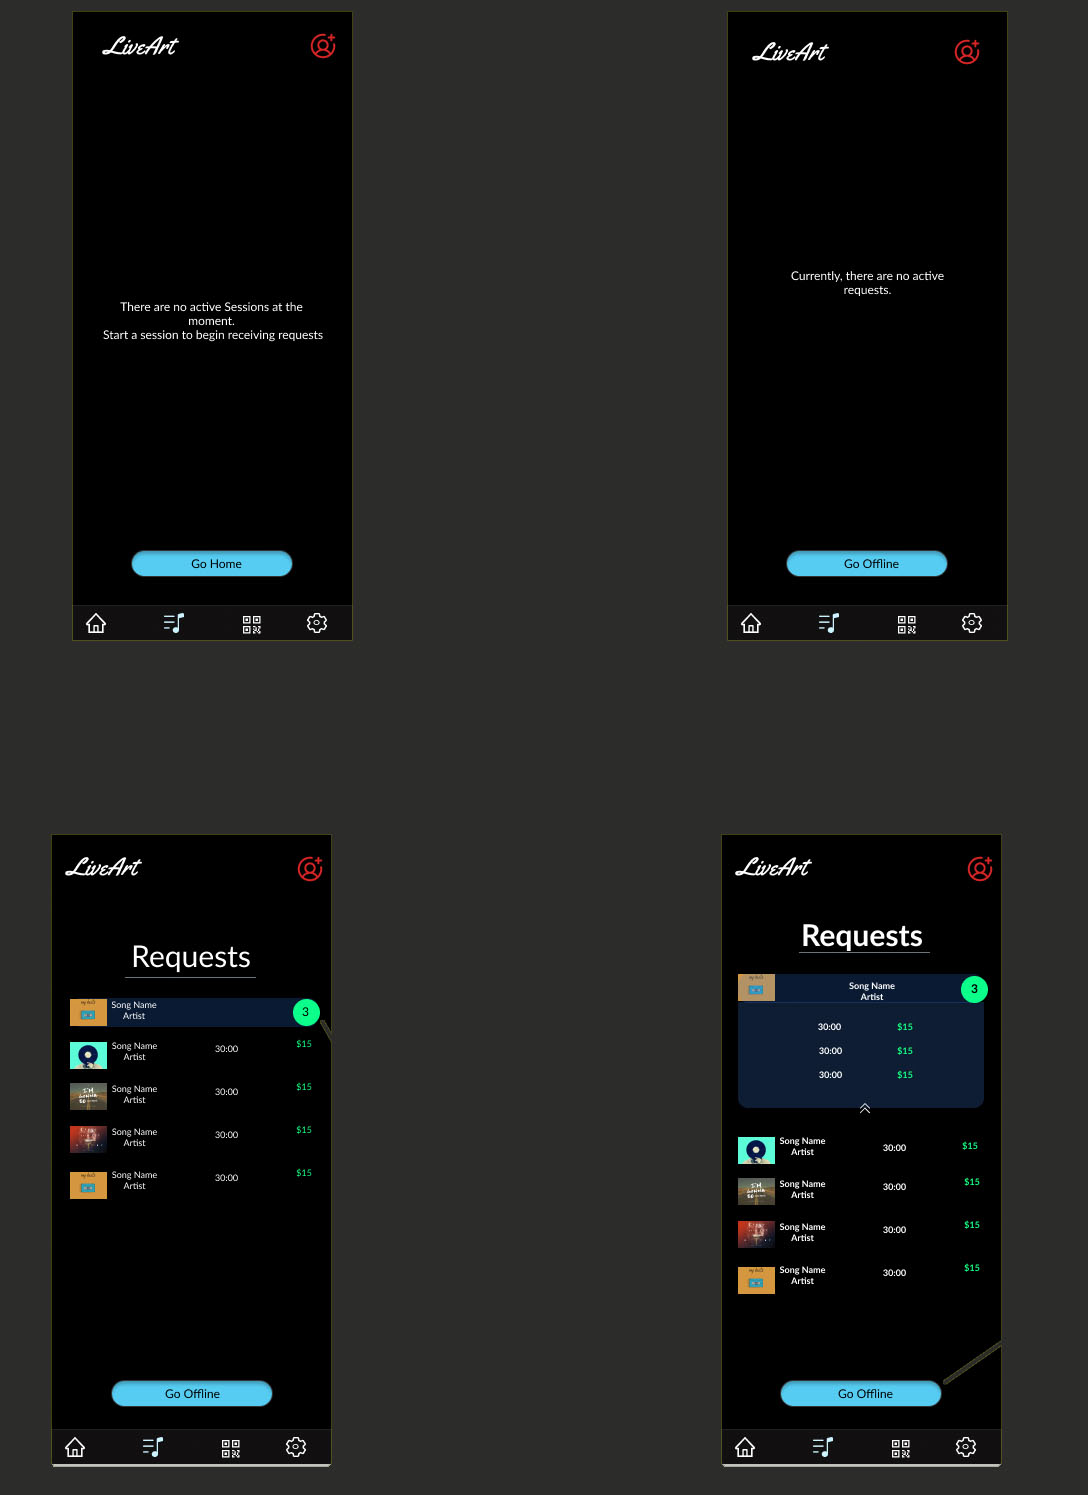 LiveArt
There are no active Sessions at the
moment.
Start a session to begin receiving requests
Go Home
LiveArt
Currently, there are no active
requests.
Go Offline
LiveArt
Requests
Song Name
Artist
3
Song Name
Artist
30:00
$15
I'M
GONNA
Song Name
Artist
30:00
$15
Song Name
Artist
30:00
$15
Song Name
Artist
30:00
$15
Go Offline
LiveArt
Requests
Song Name
Artist
3
30:00
$15
30:00
$15
30:00
$15
Song Name
Artist
30:00
$15
I'M
GONNA
Song Name
Artist
30:00
$15
Song Name
Artist
30:00
$15
Song Name
Artist
30:00
$15
Go Offline